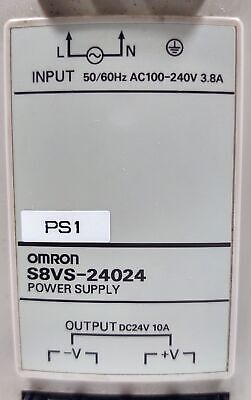 L N
INPUT 50/60Hz AC100-240V 3.8A
PS1
OMRON
S8VS-24024
POWER SUPPLY
OUTPUT DC24V 10A
-V +V